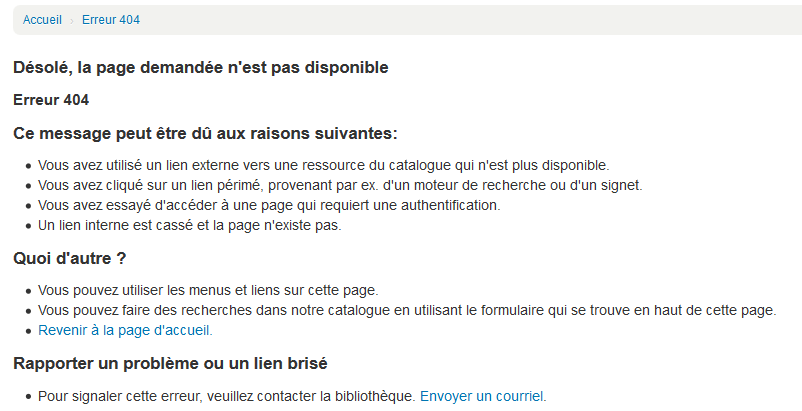 Accueil › Erreur 404
Désolé, la page demandée n'est pas disponible
Erreur 404
Ce message peut être dû aux raisons suivantes:
• Vous avez utilisé un lien externe vers une ressource du catalogue qui n'est plus disponible.
• Vous avez cliqué sur un lien périmé, provenant par ex. d'un moteur de recherche ou d'un signet.
• Vous avez essayé d'accéder à une page qui requiert une authentification.
• Un lien interne est cassé et la page n'existe pas.
Quoi d'autre ?
• Vous pouvez utiliser les menus et liens sur cette page.
• Vous pouvez faire des recherches dans notre catalogue en utilisant le formulaire qui se trouve en haut de cette page.
• Revenir à la page d'accueil.
Rapporter un problème ou un lien brisé
• Pour signaler cette erreur, veuillez contacter la bibliothèque. Envoyer un courriel.